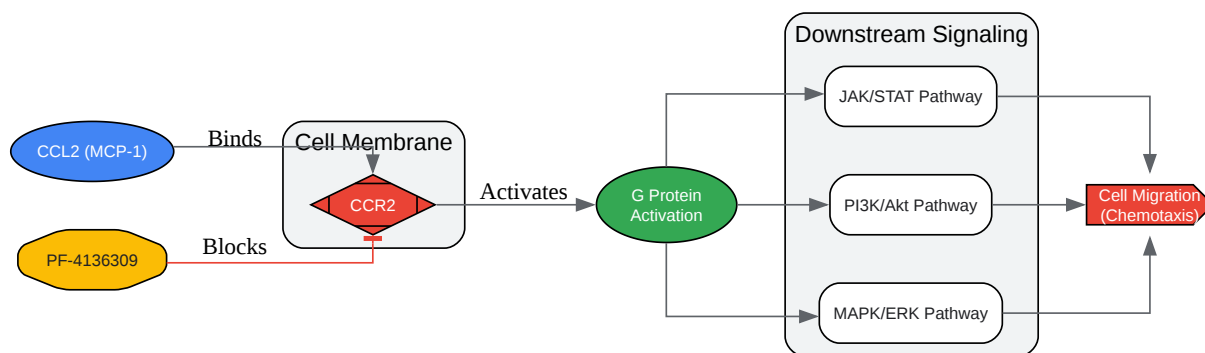 Downstream Signaling
JAK/STAT Pathway
Binds
Cell Membrane
CCL2 (MCP-1)
CCR2
Activates
G Protein
Activation
PI3K/Akt Pathway
Cell Migration
(Chemotaxis)
Blocks
PF-4136309
MAPK/ERK Pathway